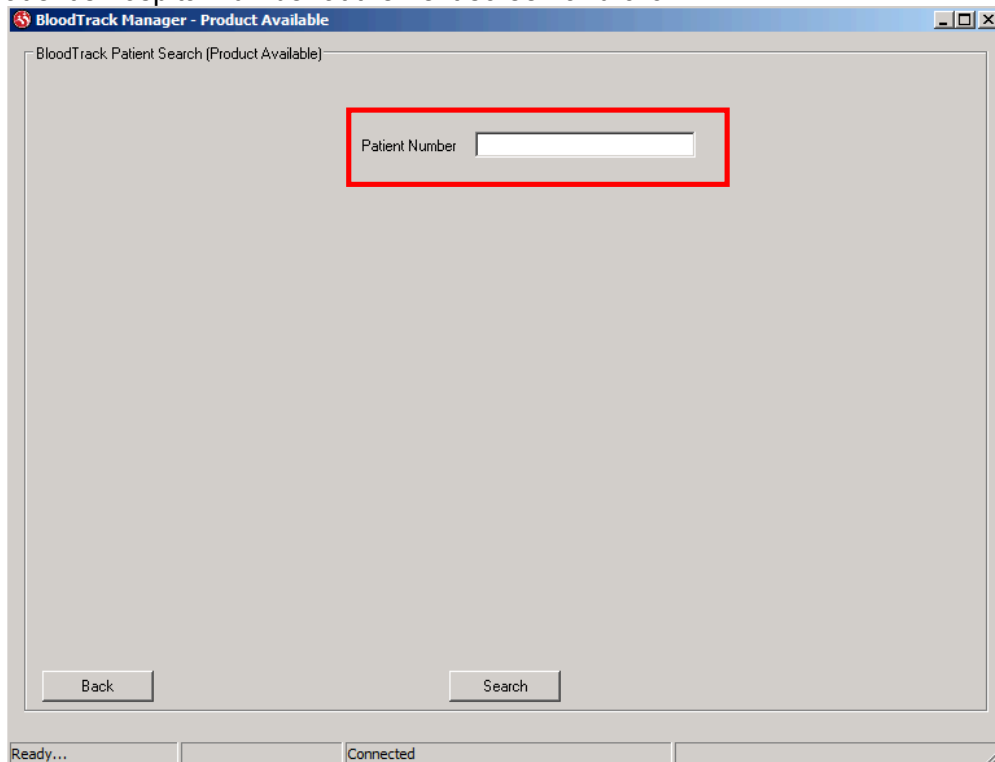 BloodTrack Manager - Product Available
BloodTrack Patient Search (Product Available)
Patient Number
Back
Search
Ready...
Connected